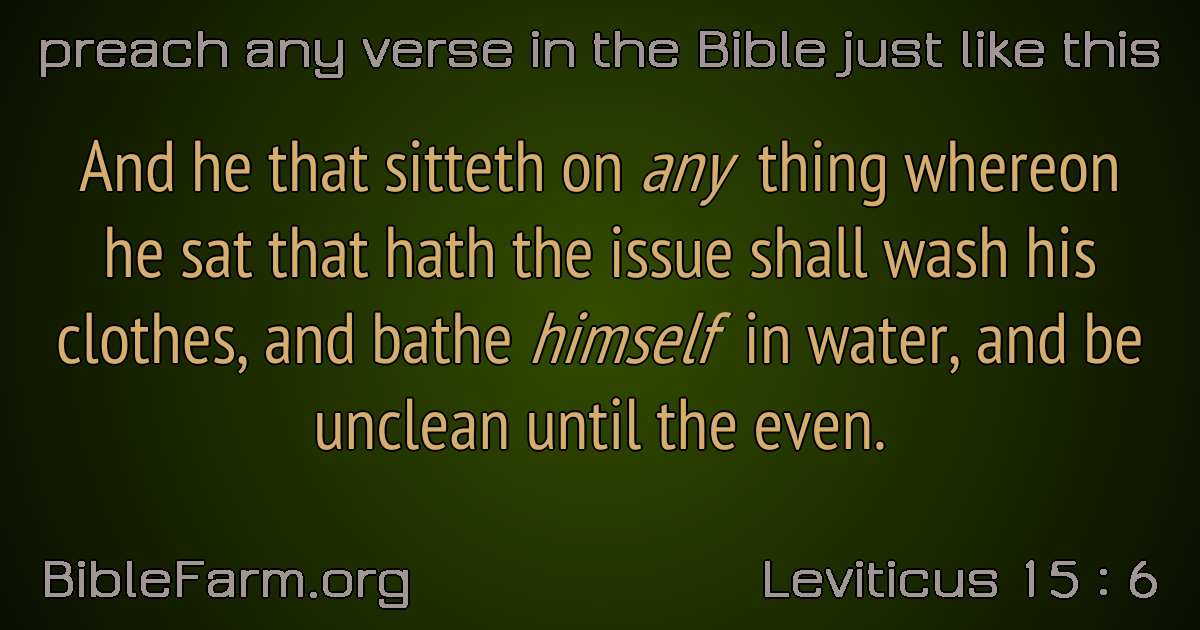 preach any verse in the Bible just like this
And he that sitteth on any thing whereon
he sat that hath the issue shall wash his
clothes, and bathe himself in water, and be
unclean until the even.
BibleFarm.org
Leviticus 15 : 6